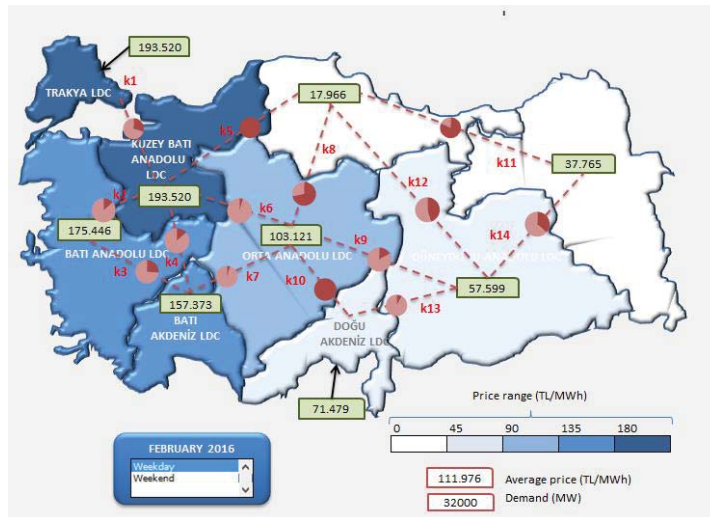 193.520
k1
TRAKYA LDC
17.966
k5
KUZEY BATI
ANADOLU
LDC
k8
k11
37.765
k12
193.520
k6
175.446
103.121
BATI ANADOLU LDC
ORTA ANADOLU LDC
k9
k14
k3
k4
k7
k10
57.599
157.373
BATI
AKDENİZ LDC
k13
DOĞU
AKDENİZ LDC
71.479
Price range (TL/MWh)
0 45 90 135 180
FEBRUARY 2016
Weekday
Weekend
111.976 Average price (TL/MWh)
32000 Demand (MW)